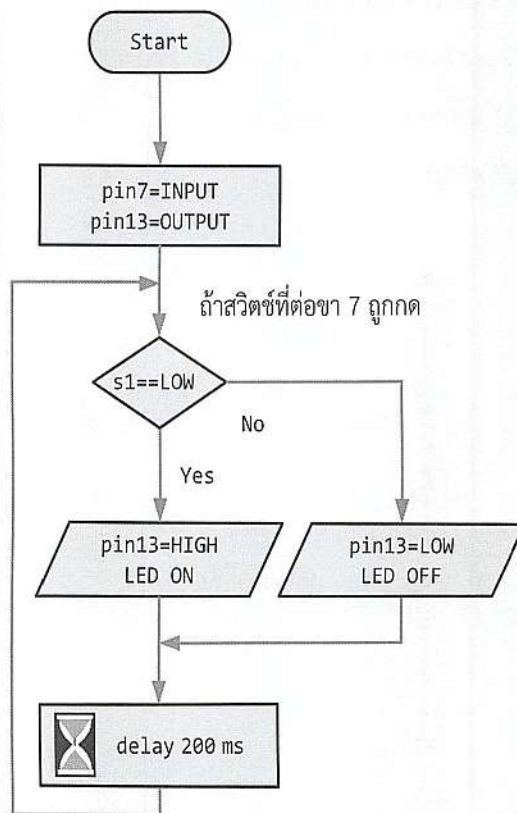 Start
pin7=INPUT
pin13=OUTPUT
ถ้าสวิตช์ที่ต่อขา 7 ถูกกด
s1==LOW
No
Yes
pin13=HIGH
LED ON
pin13=LOW
LED OFF
delay 200 ms